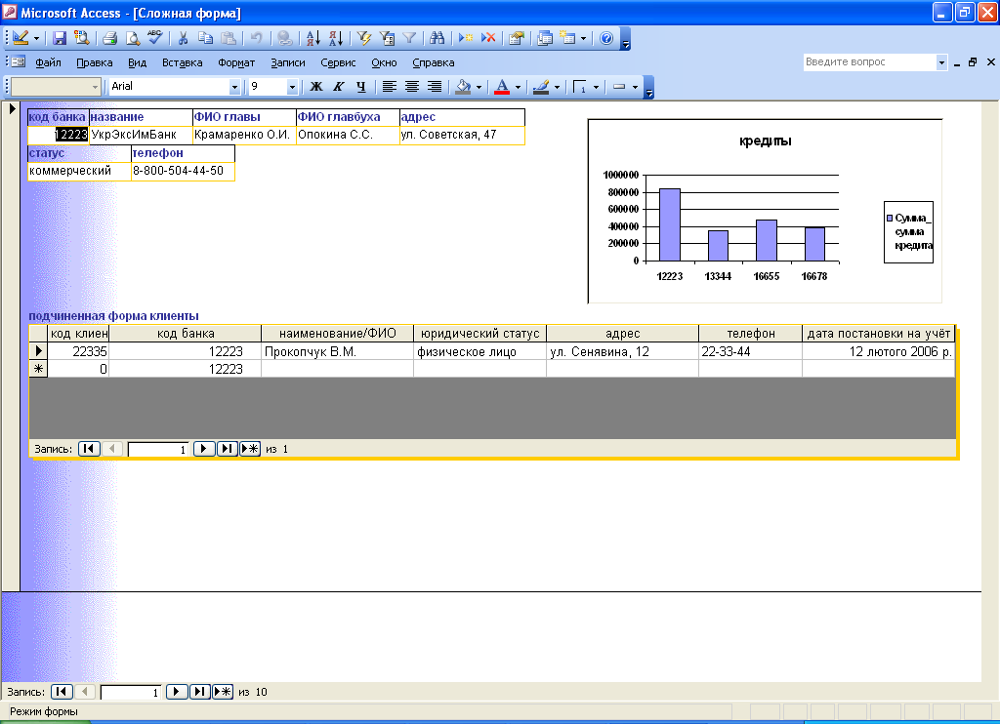 Microsoft Access - [Сложная форма]
Файл Правка Вид Вставка Формат Записи Сервис Окно Справка Введите вопрос
Arial 9 Ж К Ч
код банка название ФИО главы ФИО главбуха адрес
12223 УкрЭксИмБанк Крамаренко О.И. Опокина С.С. ул. Советская, 47
статус телефон
коммерческий 8-800-504-44-50
кредиты
1000000
800000
600000
400000
200000
0
12223 13344 16655 16678
Сумма_
сумма
кредита
подчиненная форма клиенты
код клиен код банка наименование/ФИО юридический статус адрес телефон дата постановки на учёт
22335 12223 Прокопчук В.М. физическое лицо ул. Сенявина, 12 22-33-44 12 лютого 2006 р.
0 12223
Запись: 1 из 1
Запись: 1 из 10
Режим формы